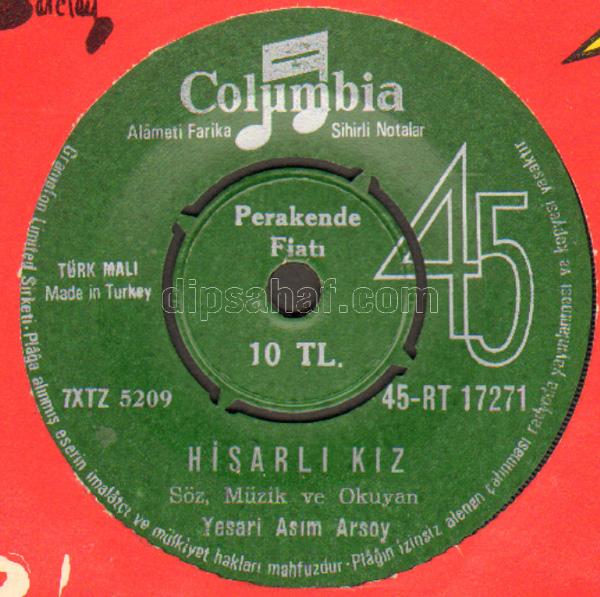 Barclay
Columbia
Alâmeti Farika
Sihirli Notalar
45
Perakende
Fiatı
10 TL.
TÜRK MALI
Made in Turkey
dipsahaf.com
7XTZ 5209
45-RT 17271
HİSARLI KIZ
Söz, Müzik ve Okuyan
Yesari Asım Arsoy
Gramofon Limited Şirketi. Plâğa alınmış eserin imalâtçı ve mülkiyet hakları mahfuzdur - Plâğın izinsiz alenen çalınması radyoda yayınlanması ve kopyesi yasaktır